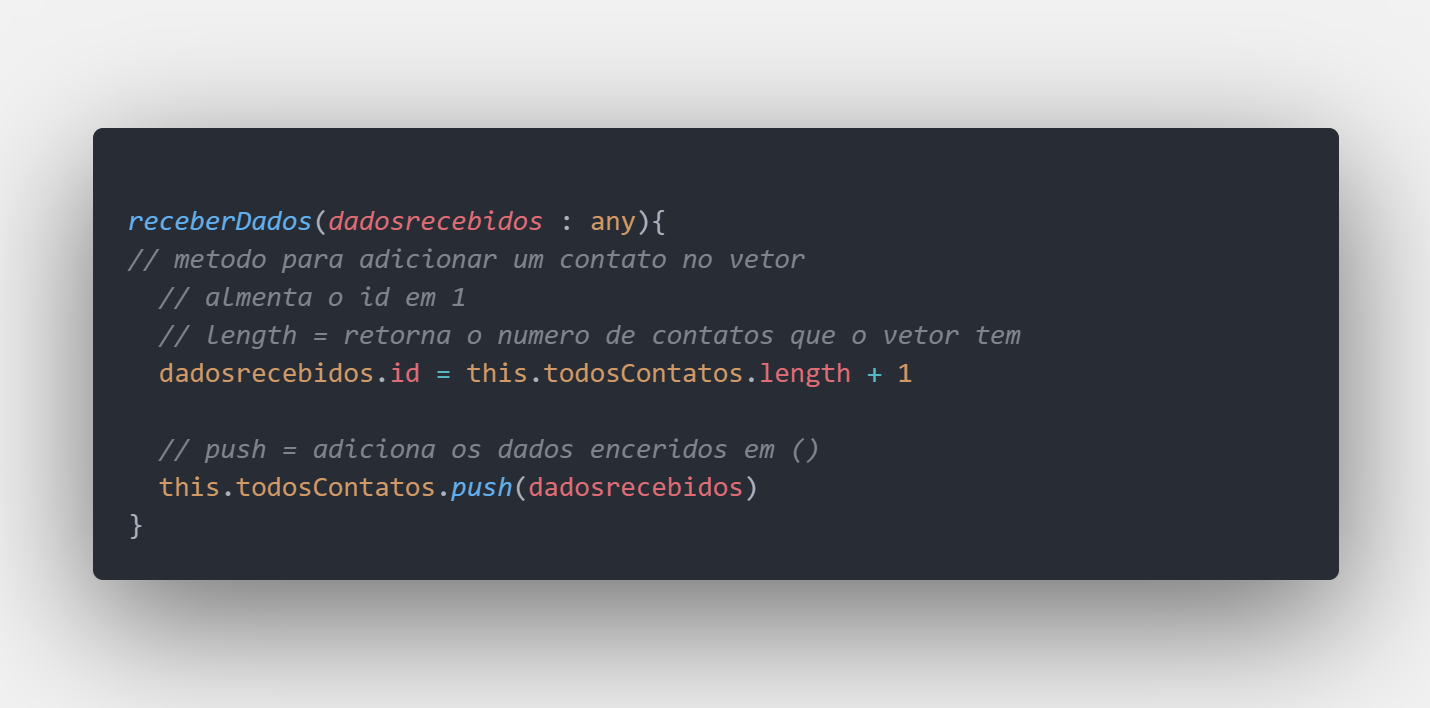 receberDados(dadosrecebidos : any){
// metodo para adicionar um contato no vetor
// almenta o id em 1
// length = retorna o numero de contatos que o vetor tem
dadosrecebidos.id = this.todosContatos.length + 1
// push = adiciona os dados enceridos em ()
this.todosContatos.push(dadosrecebidos)
}